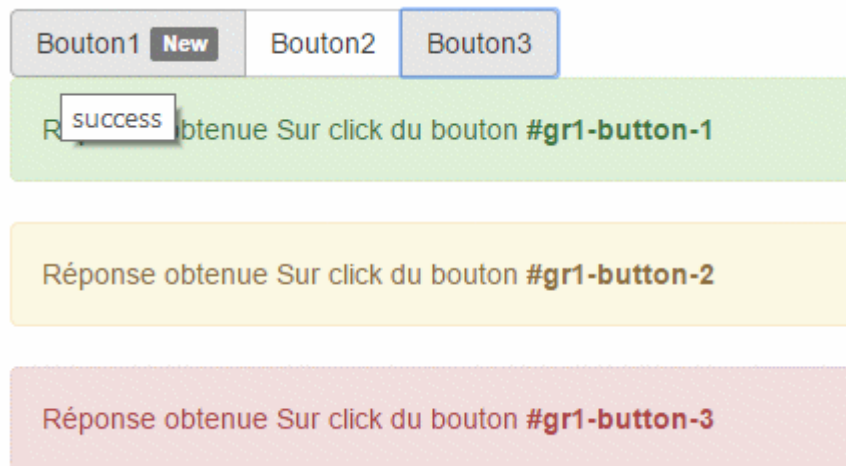 Bouton1 New Bouton2 Bouton3
success
R btenue Sur click du bouton #gr1-button-1
Réponse obtenue Sur click du bouton #gr1-button-2
Réponse obtenue Sur click du bouton #gr1-button-3